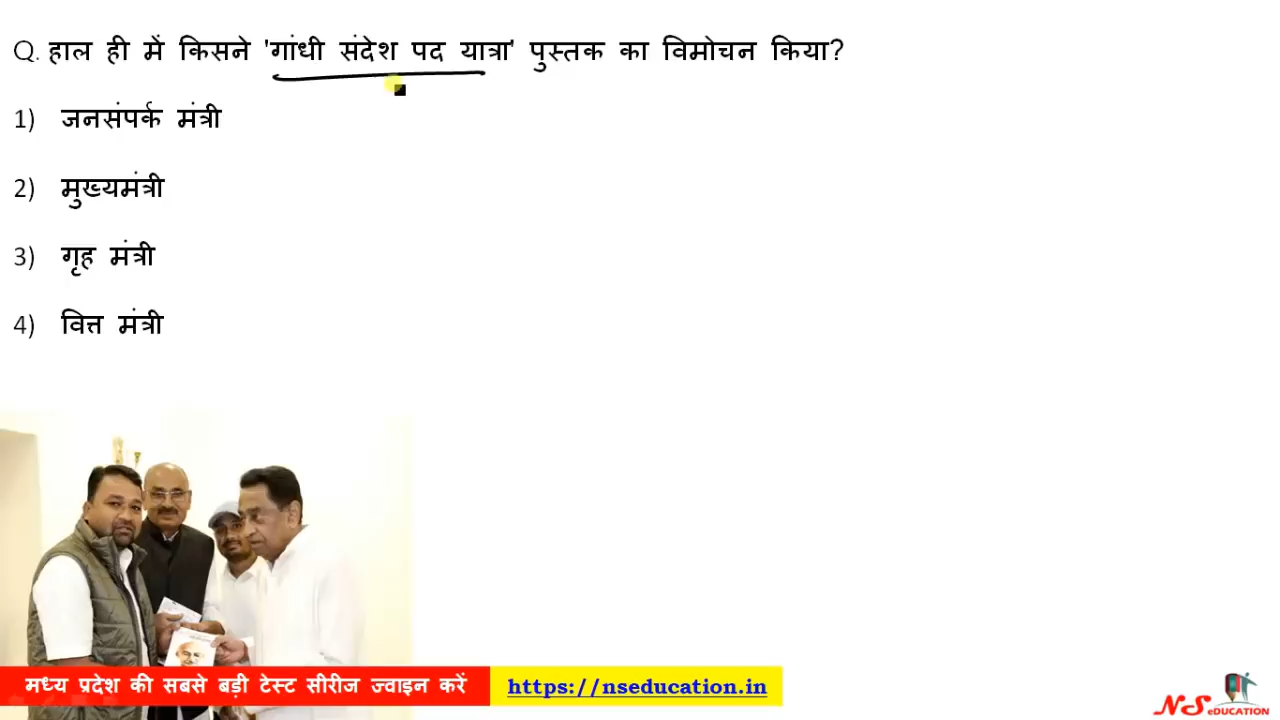 Q. हाल ही में किसने 'गांधी संदेश पद यात्रा' पुस्तक का विमोचन किया?
1) जनसंपर्क मंत्री
2) मुख्यमंत्री
3) गृह मंत्री
4) वित्त मंत्री
मध्य प्रदेश की सबसे बड़ी टेस्ट सीरीज ज्वाइन करें https://nseducation.in
NS eDUCATION